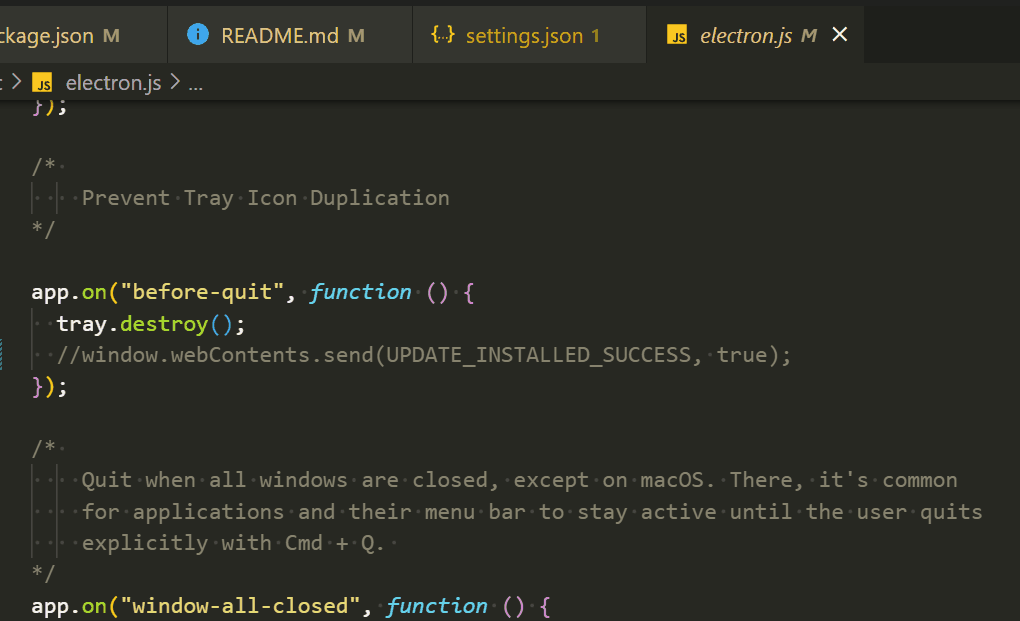 ckage.json M README.md M {..} settings.json 1 JS electron.js M
JS electron.js > ...
});
/*
Prevent Tray Icon Duplication
*/
app.on("before-quit", function () {
tray.destroy();
//window.webContents.send(UPDATE_INSTALLED_SUCCESS, true);
});
/*
Quit when all windows are closed, except on macOS. There, it's common
for applications and their menu bar to stay active until the user quits
explicitly with Cmd + Q.
*/
app.on("window-all-closed", function () {